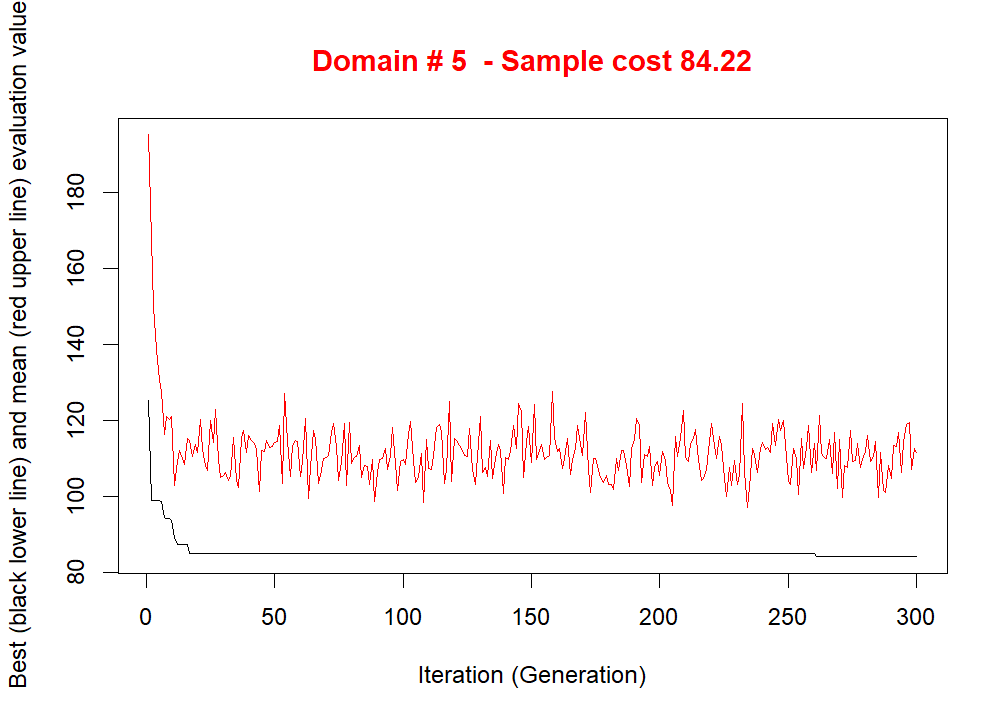 Domain # 5  - Sample cost 84.22
Best (black lower line) and mean (red upper line) evaluation value
180
160
140
120
100
80
0 50 100 150 200 250 300
Iteration (Generation)